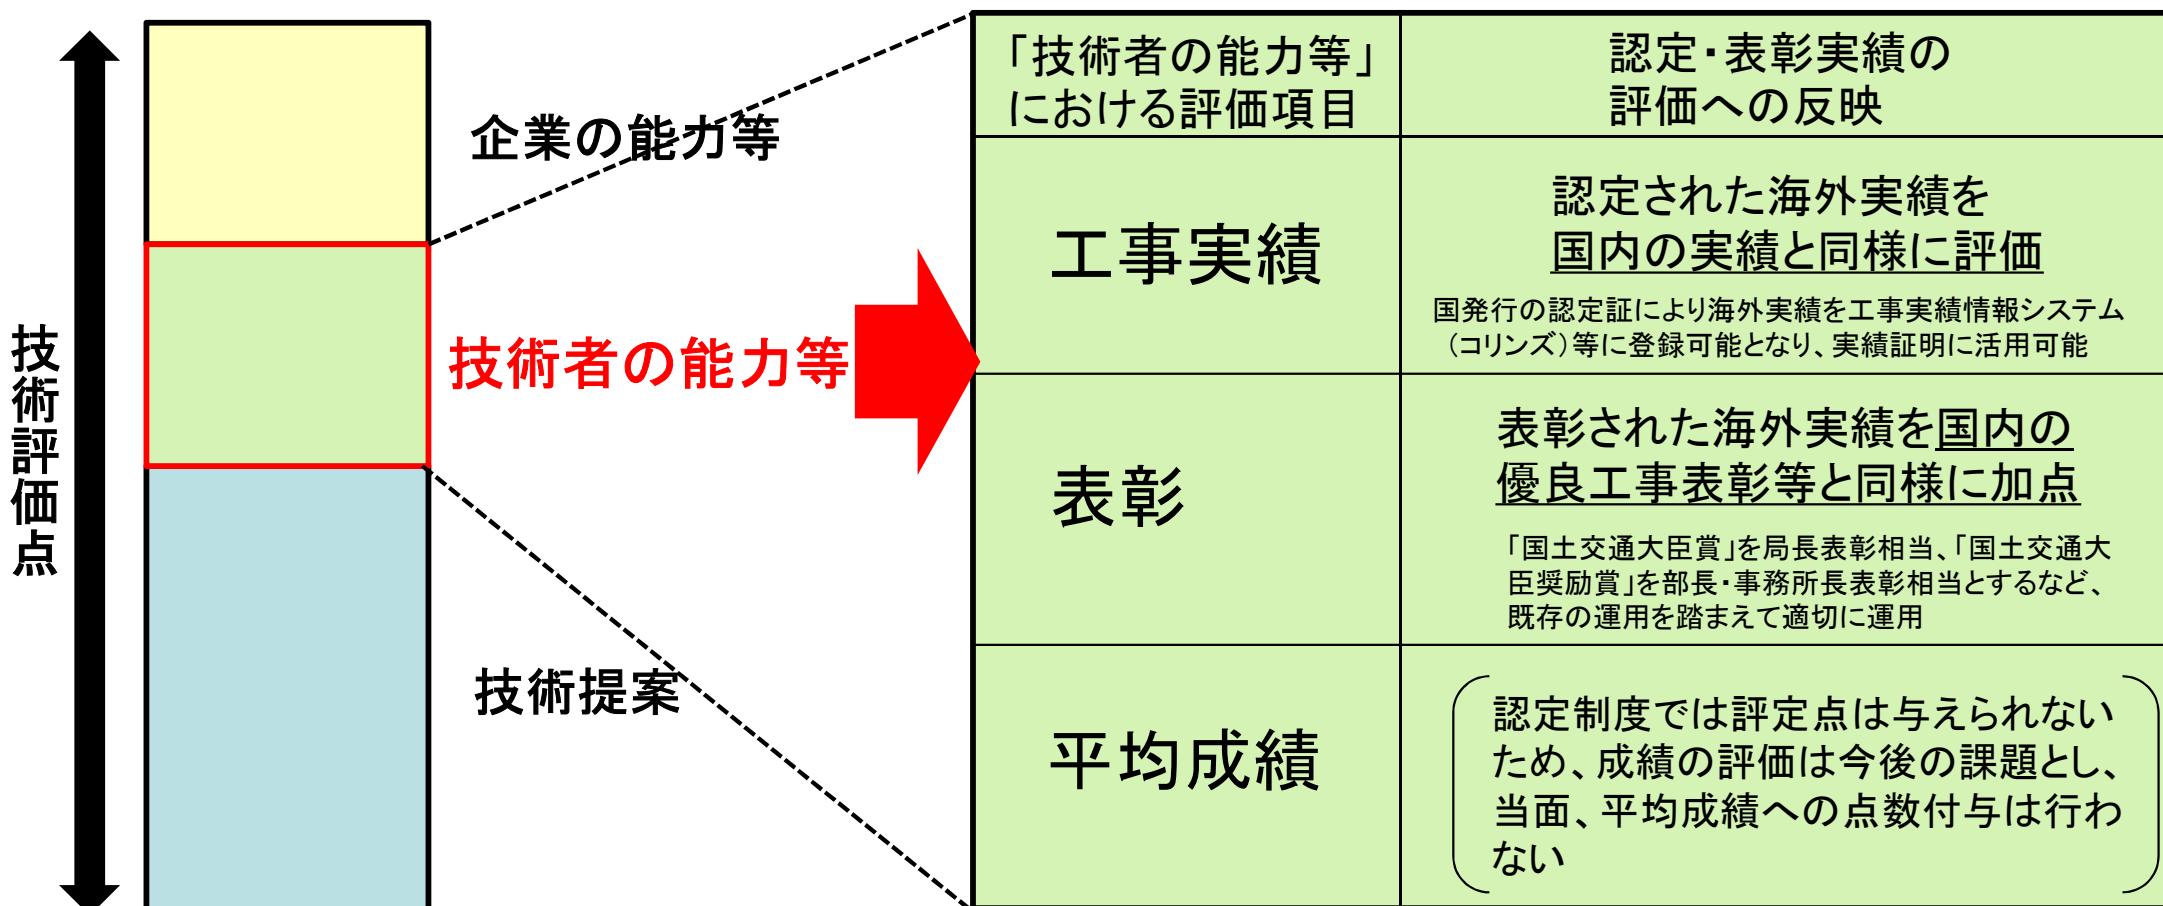 技術評価点
企業の能力等
技術者の能力等
技術提案
「技術者の能力等」
における評価項目
認定・表彰実績の
評価への反映
工事実績
認定された海外実績を
国内の実績と同様に評価
国発行の認定証により海外実績を工事実績情報システム
（コリンズ）等に登録可能となり、実績証明に活用可能
表彰
表彰された海外実績を国内の
優良工事表彰等と同様に加点
「国土交通大臣賞」を局長表彰相当、「国土交通大
臣奨励賞」を部長・事務所長表彰相当とするなど、
既存の運用を踏まえて適切に運用
平均成績
認定制度では評定点は与えられない
ため、成績の評価は今後の課題とし、
当面、平均成績への点数付与は行わ
ない